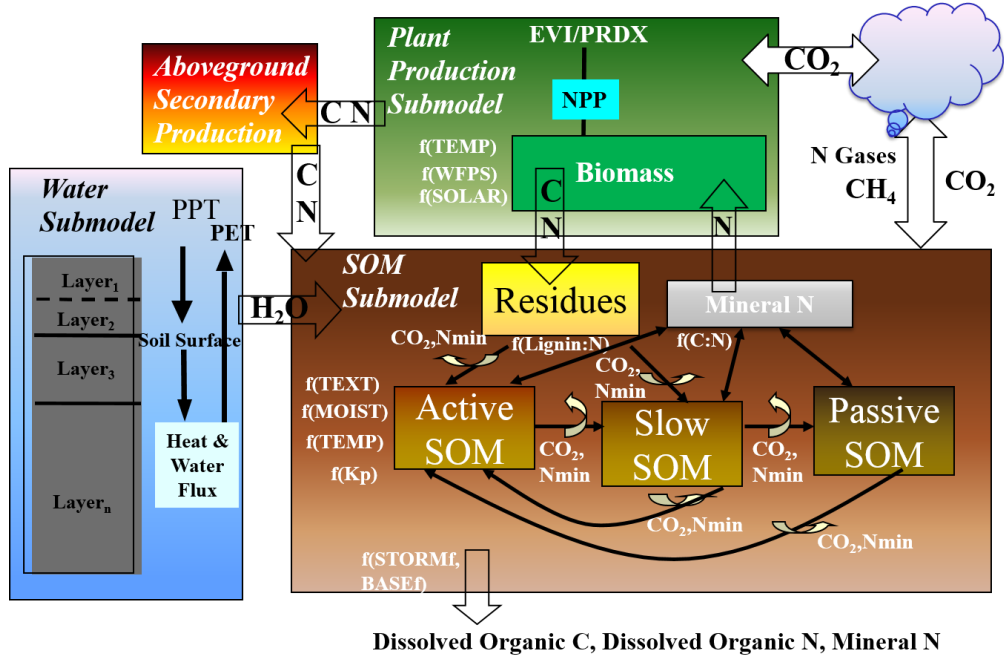 Aboveground
Secondary
Production
C N
C
N
Plant
Production
Submodel
EVI/PRDX
NPP
f(TEMP)
f(WFPS)
f(SOLAR)
Biomass
C
N
N
CO₂
N Gases
CH₄
CO₂
Water
Submodel
PPT
PET
Layer₁
Layer₂
Soil Surface
Layer₃
Layerₙ
Heat &
Water
Flux
H₂O
SOM
Submodel
Residues
Mineral N
CO₂,Nmin
f(Lignin:N)
CO₂,
Nmin
f(C:N)
f(TEXT)
f(MOIST)
f(TEMP)
f(Kp)
Active
SOM
CO₂,
Nmin
Slow
SOM
CO₂,
Nmin
Passive
SOM
CO₂,Nmin
CO₂,Nmin
f(STORMf,
BASEf)
Dissolved Organic C, Dissolved Organic N, Mineral N